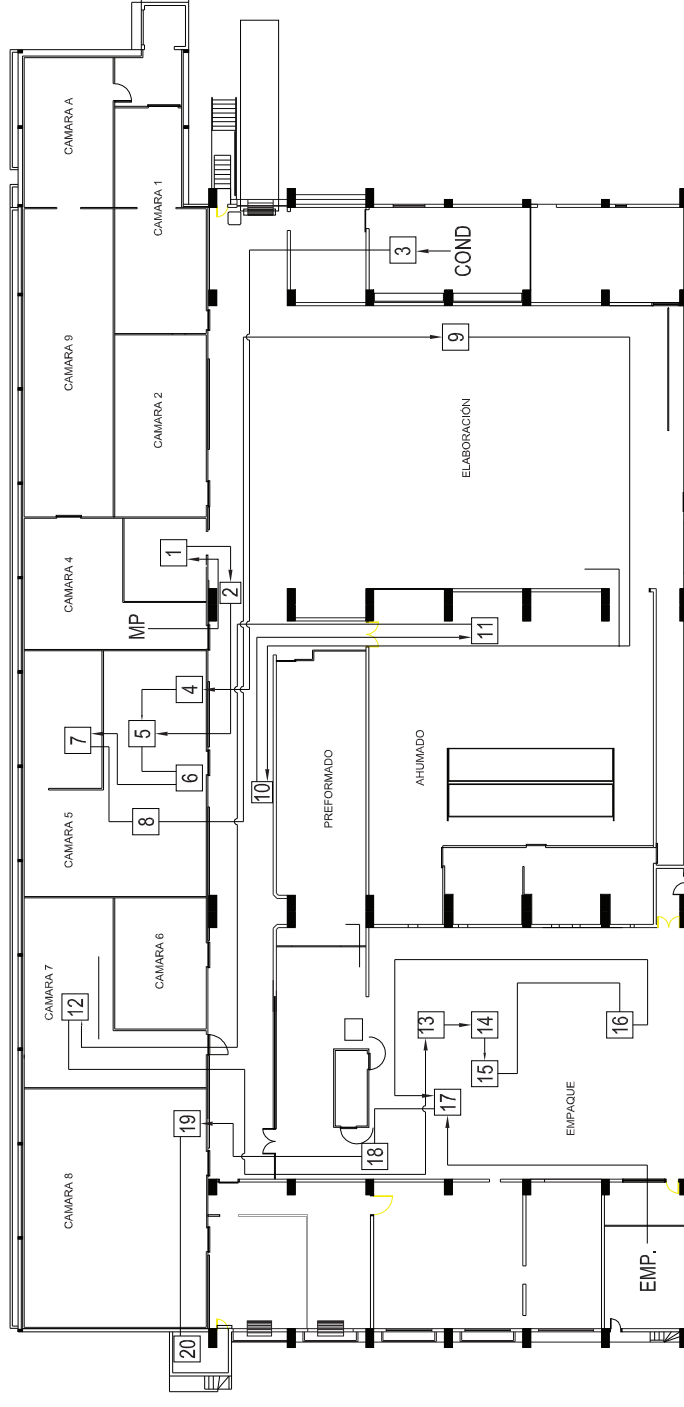 CAMARA A
CAMARA 1
CAMARA 9
CAMARA 2
CAMARA 4
CAMARA 5
CAMARA 7
CAMARA 6
CAMARA 8
3
COND
9
ELABORACIÓN
1
2
MP
11
4
5
7
6
8
10
PREFORMADO
AHUMADO
12
13
14
15
16
17
18
19
20
EMPAQUE
EMP.